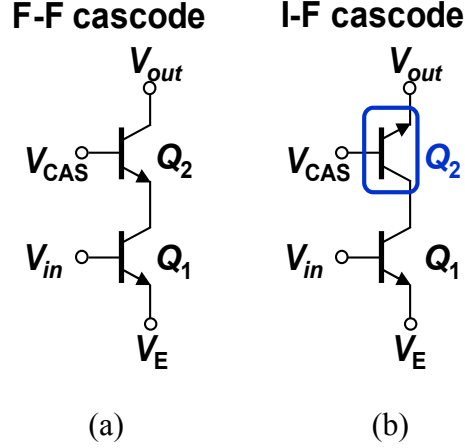 F-F cascode
I-F cascode
Vout
Vout
VCAS
Q2
VCAS
Q2
Vin
Q1
Vin
Q1
VE
VE
(a)
(b)